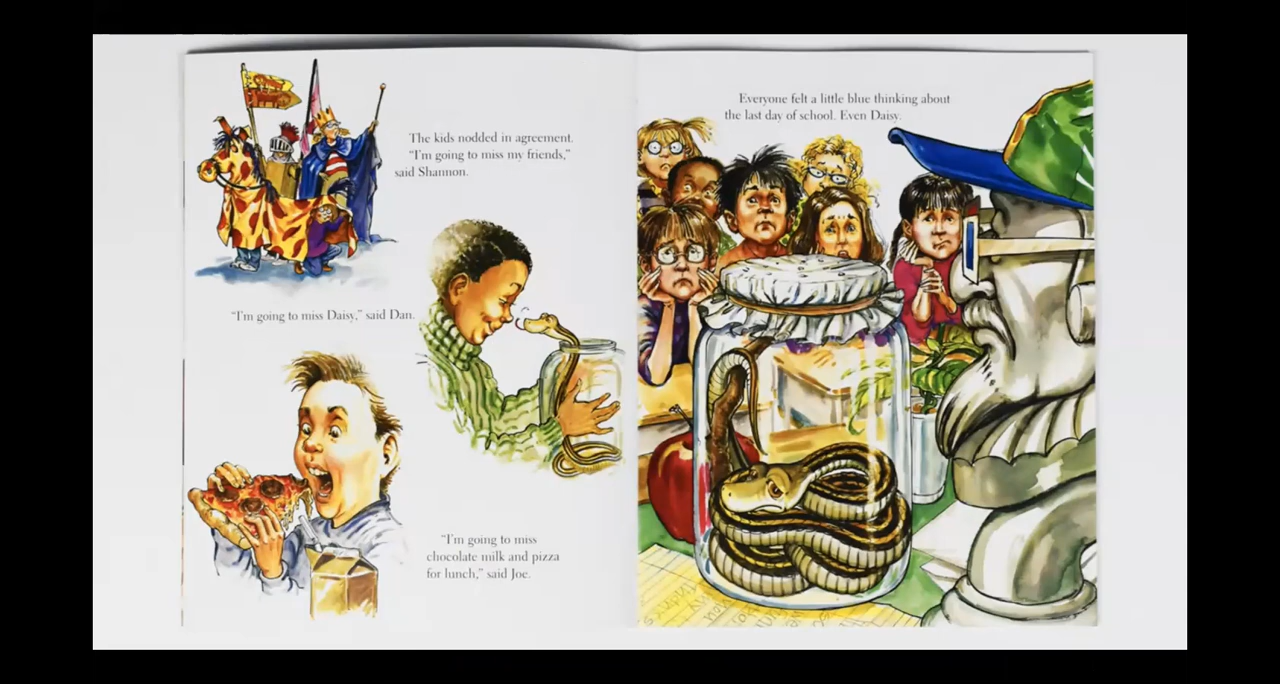 The kids nodded in agreement.
"I'm going to miss my friends,"
said Shannon.
"I'm going to miss Daisy," said Dan.
"I'm going to miss
chocolate milk and pizza
for lunch," said Joe.
Everyone felt a little blue thinking about
the last day of school. Even Daisy.